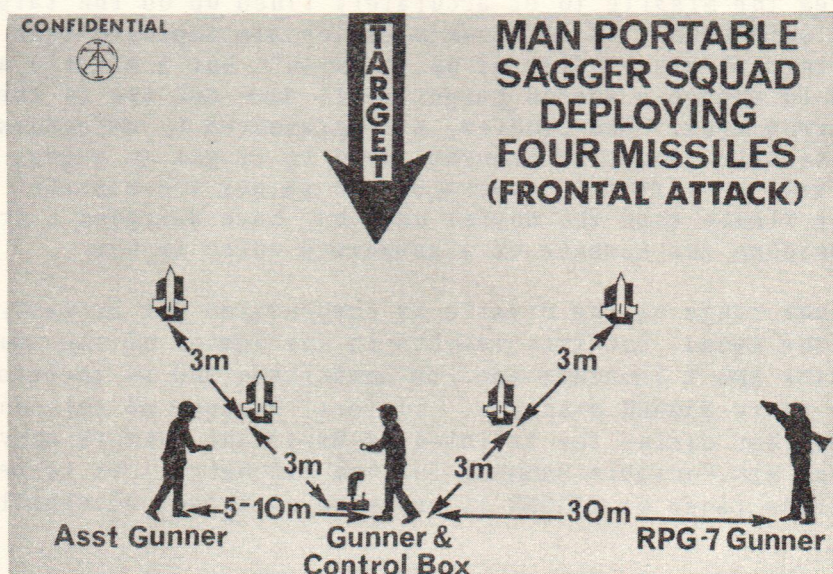 CONFIDENTIAL
TARGET
MAN PORTABLE
SAGGER SQUAD
DEPLOYING
FOUR MISSILES
(FRONTAL ATTACK)
3m
3m
3m
3m
5-10m
30m
Asst Gunner
Gunner &
Control Box
RPG-7 Gunner